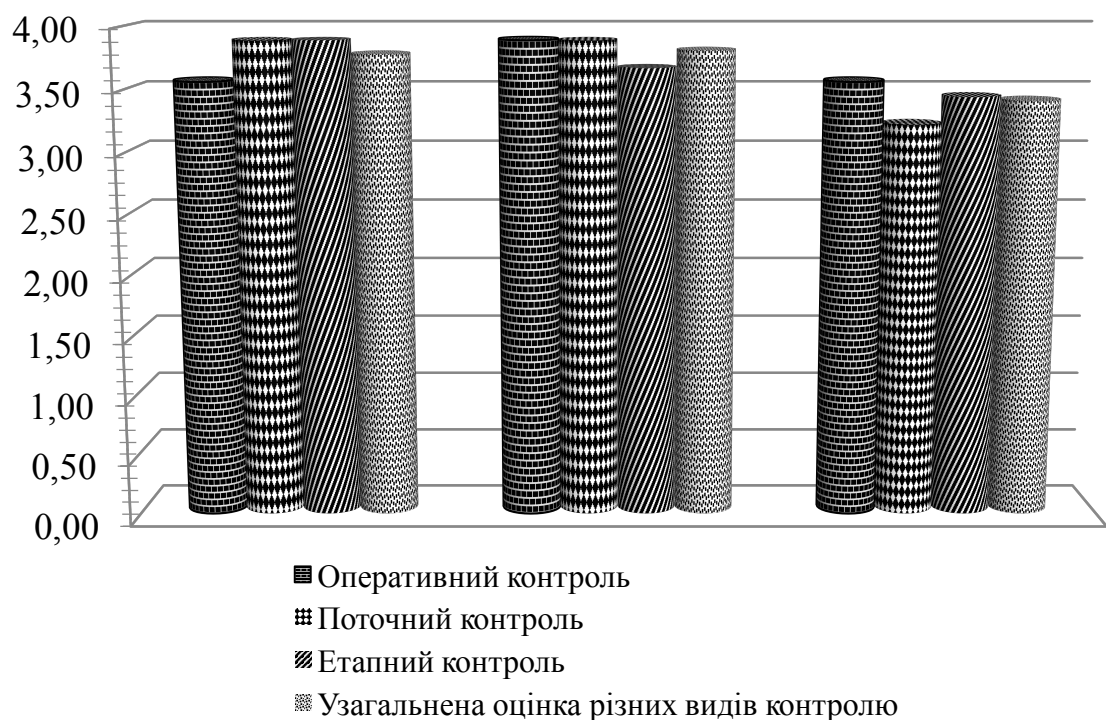 4,00
3,50
3,00
2,50
2,00
1,50
1,00
0,50
0,00
Оперативний контроль
Поточний контроль
Етапний контроль
Узагальнена оцінка різних видів контролю